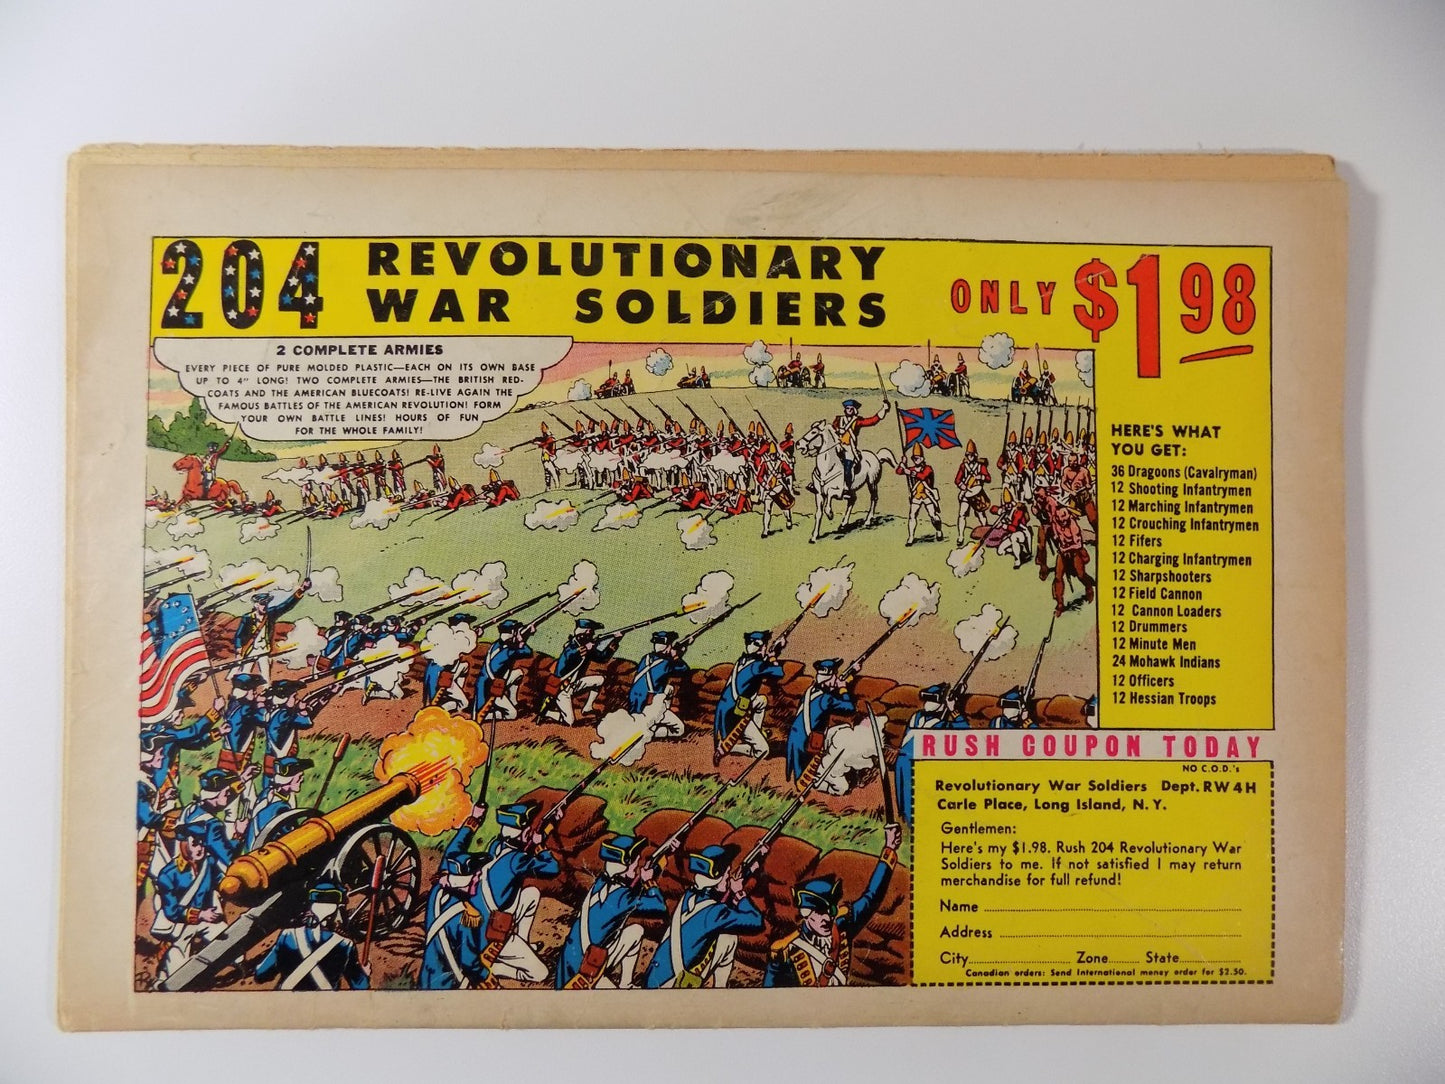 204 REVOLUTIONARY
WAR SOLDIERS
ONLY $1 98
2 COMPLETE ARMIES
EVERY PIECE OF PURE MOLDED PLASTIC—EACH ON ITS OWN BASE
UP TO 4" LONG! TWO COMPLETE ARMIES—THE BRITISH RED-
COATS AND THE AMERICAN BLUECOATS! RE-LIVE AGAIN THE
FAMOUS BATTLES OF THE AMERICAN REVOLUTION! FORM
YOUR OWN BATTLE LINES! HOURS OF FUN
FOR THE WHOLE FAMILY!
HERE'S WHAT
YOU GET:
36 Dragoons (Cavalryman)
12 Shooting Infantrymen
12 Marching Infantrymen
12 Crouching Infantrymen
12 Fifers
12 Charging Infantrymen
12 Sharpshooters
12 Field Cannon
12 Cannon Loaders
12 Drummers
12 Minute Men
24 Mohawk Indians
12 Officers
12 Hessian Troops
RUSH COUPON TODAY
NO C.O.D.'s
Revolutionary War Soldiers Dept. RW4H
Carle Place, Long Island, N. Y.
Gentlemen:
Here's my $1.98. Rush 204 Revolutionary War
Soldiers to me. If not satisfied I may return
merchandise for full refund!
Name
Address
City Zone State
Canadian orders: Send International money order for $2.50.